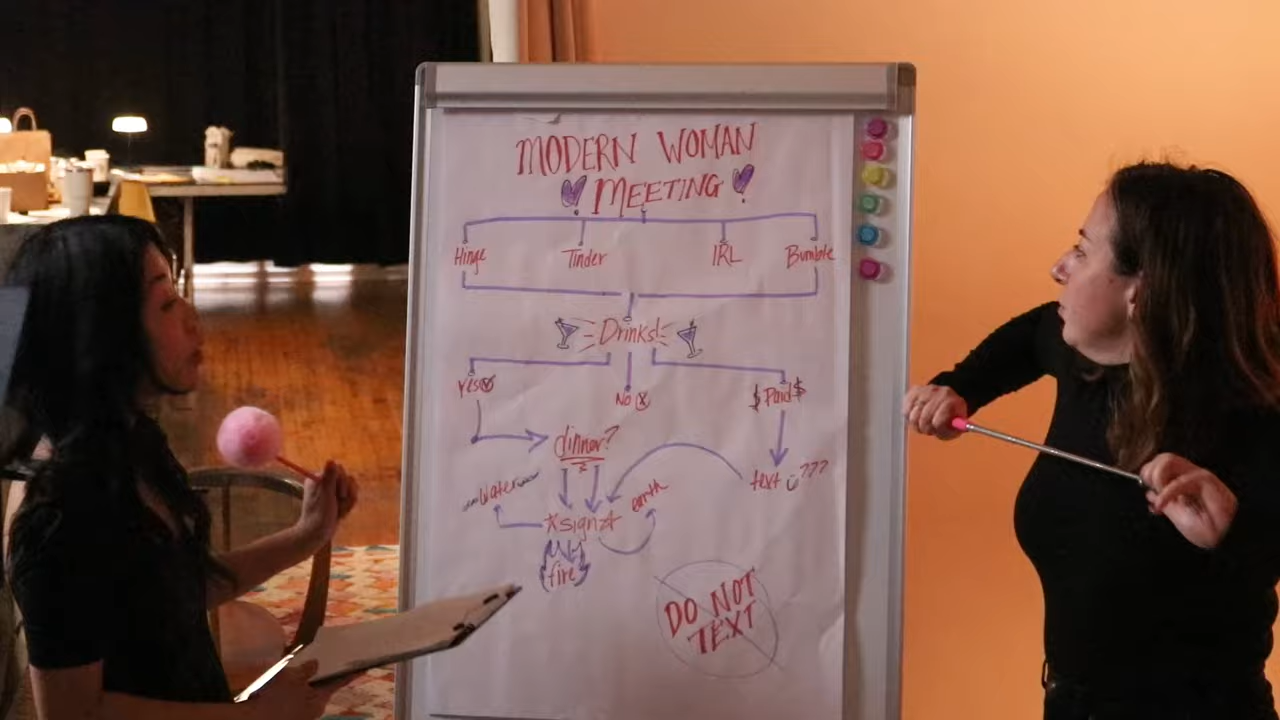 MODERN WOMAN
MEETING
Hinge Tinder IRL Bumble
Drinks!
Yes No $Paid$
dinner?
text ???
Water earth
sign
fire
DO NOT
TEXT